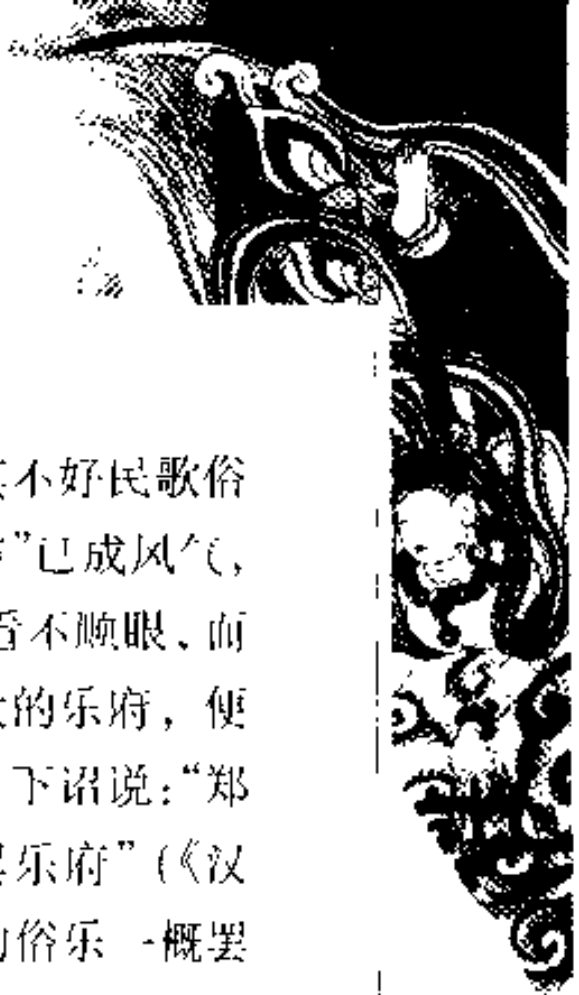 不好民歌俗
”已成风气,
看不顺眼、而
的乐府，便
下诏说:“郑
罢乐府”(《汉
的俗乐一概罢